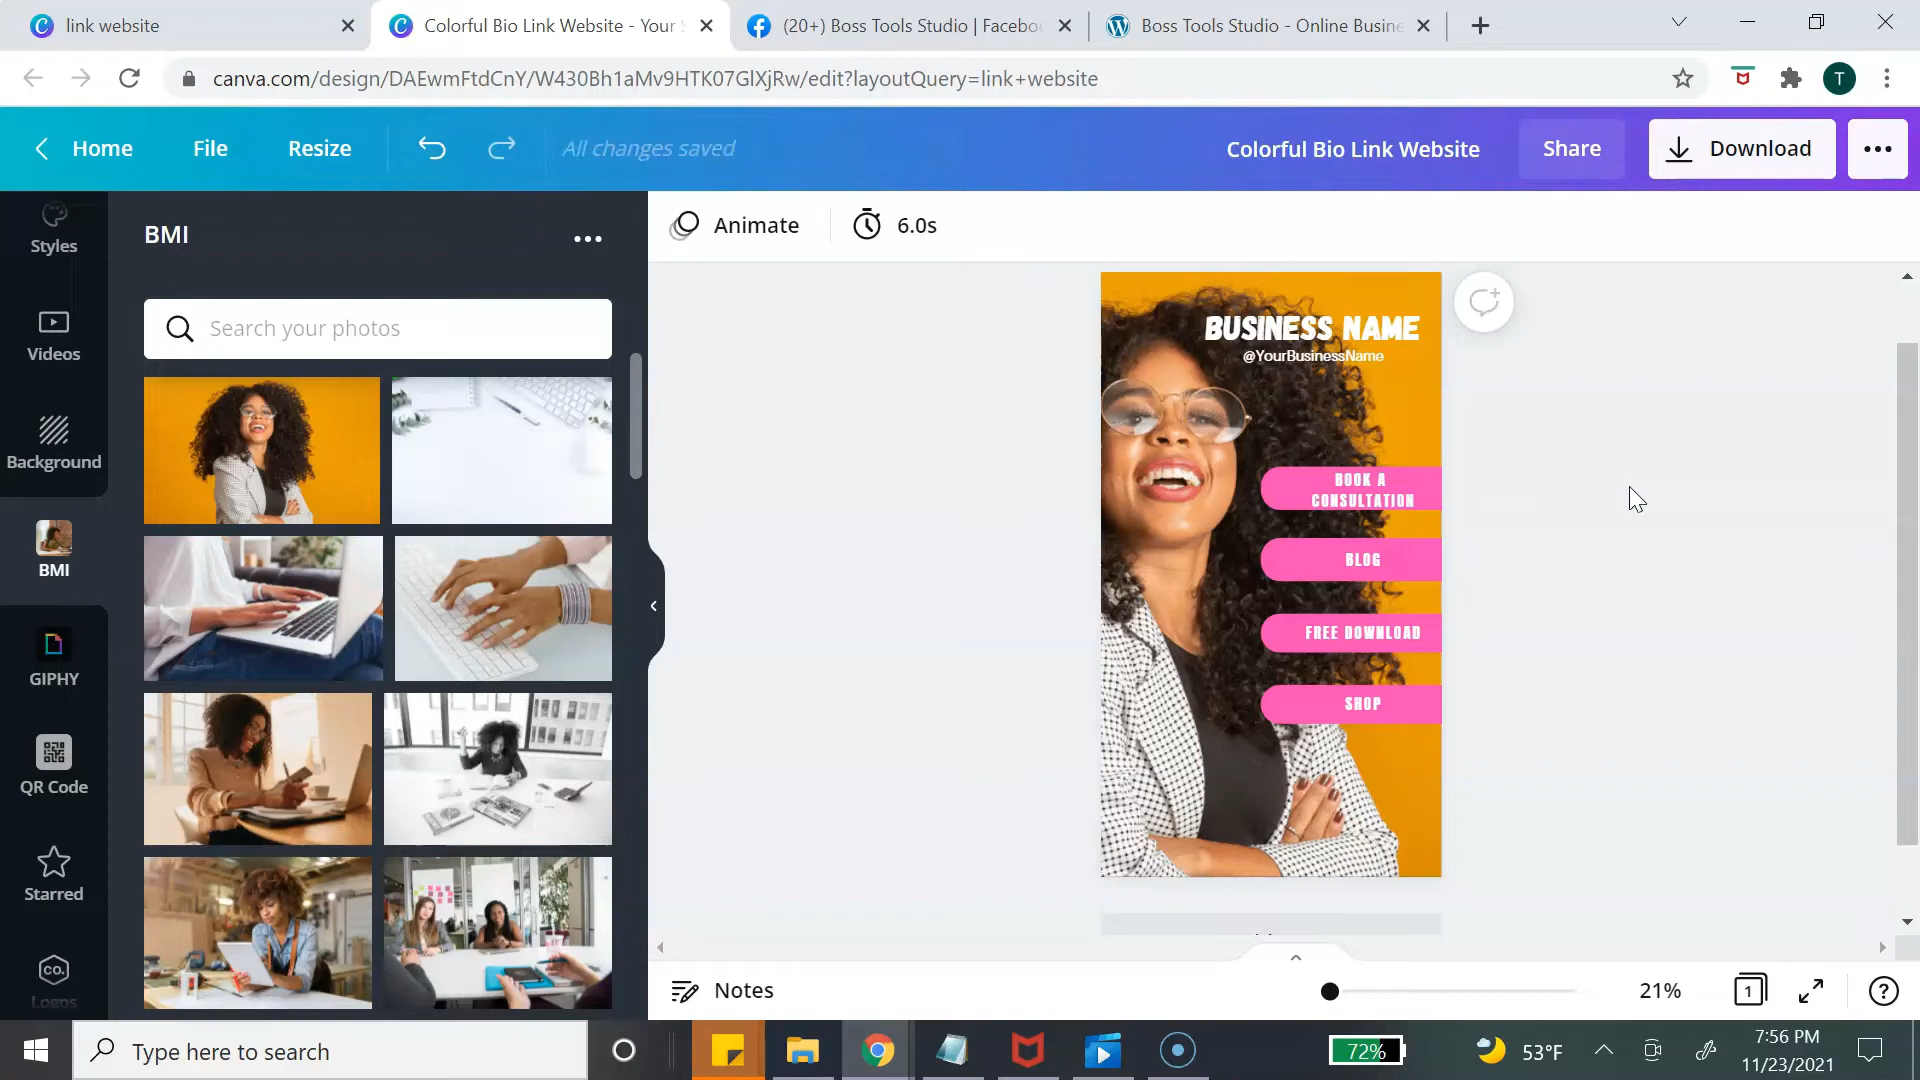 link website
Colorful Bio Link Website - Your S
(20+) Boss Tools Studio | Faceboo
Boss Tools Studio - Online Busine
canva.com/design/DAEwmFtdCnY/W430Bh1aMv9HTK07GlXjRw/edit?layoutQuery=link+website
T
Home
File
Resize
All changes saved
Colorful Bio Link Website
Share
Download
Styles
Videos
Background
BMI
GIPHY
QR Code
Starred
CO.
Logos
BMI
Search your photos
Animate
6.0s
BUSINESS NAME
@YourBusinessName
BOOK A
CONSULTATION
BLOG
FREE DOWNLOAD
SHOP
Notes
21%
1
?
Type here to search
72%
53°F
7:56 PM
11/23/2021